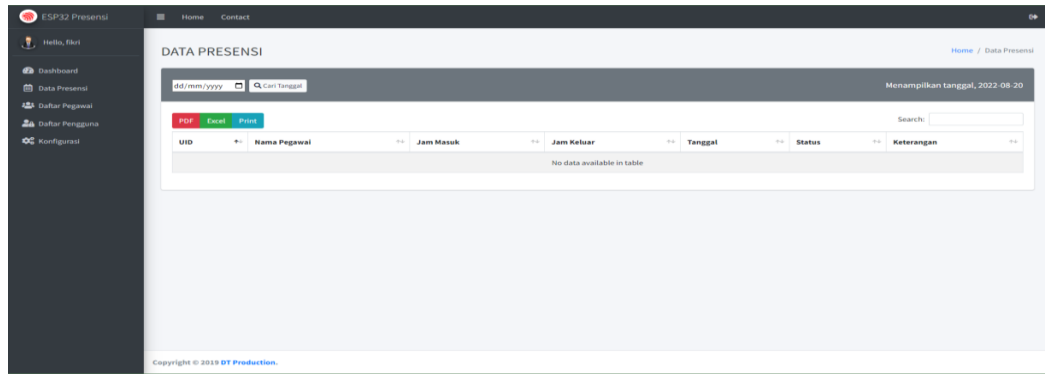 ESP32 Presensi
Home Contact
Hello, fikri
Dashboard
Data Presensi
Daftar Pegawai
Daftar Pengguna
Konfigurasi
DATA PRESENSI
Home / Data Presensi
dd/mm/yyyy Cari Tanggal
Menampilkan tanggal, 2022-08-20
PDF Excel Print
Search:
UID Nama Pegawai Jam Masuk Jam Keluar Tanggal Status Keterangan
No data available in table
Copyright © 2019 DT Production.